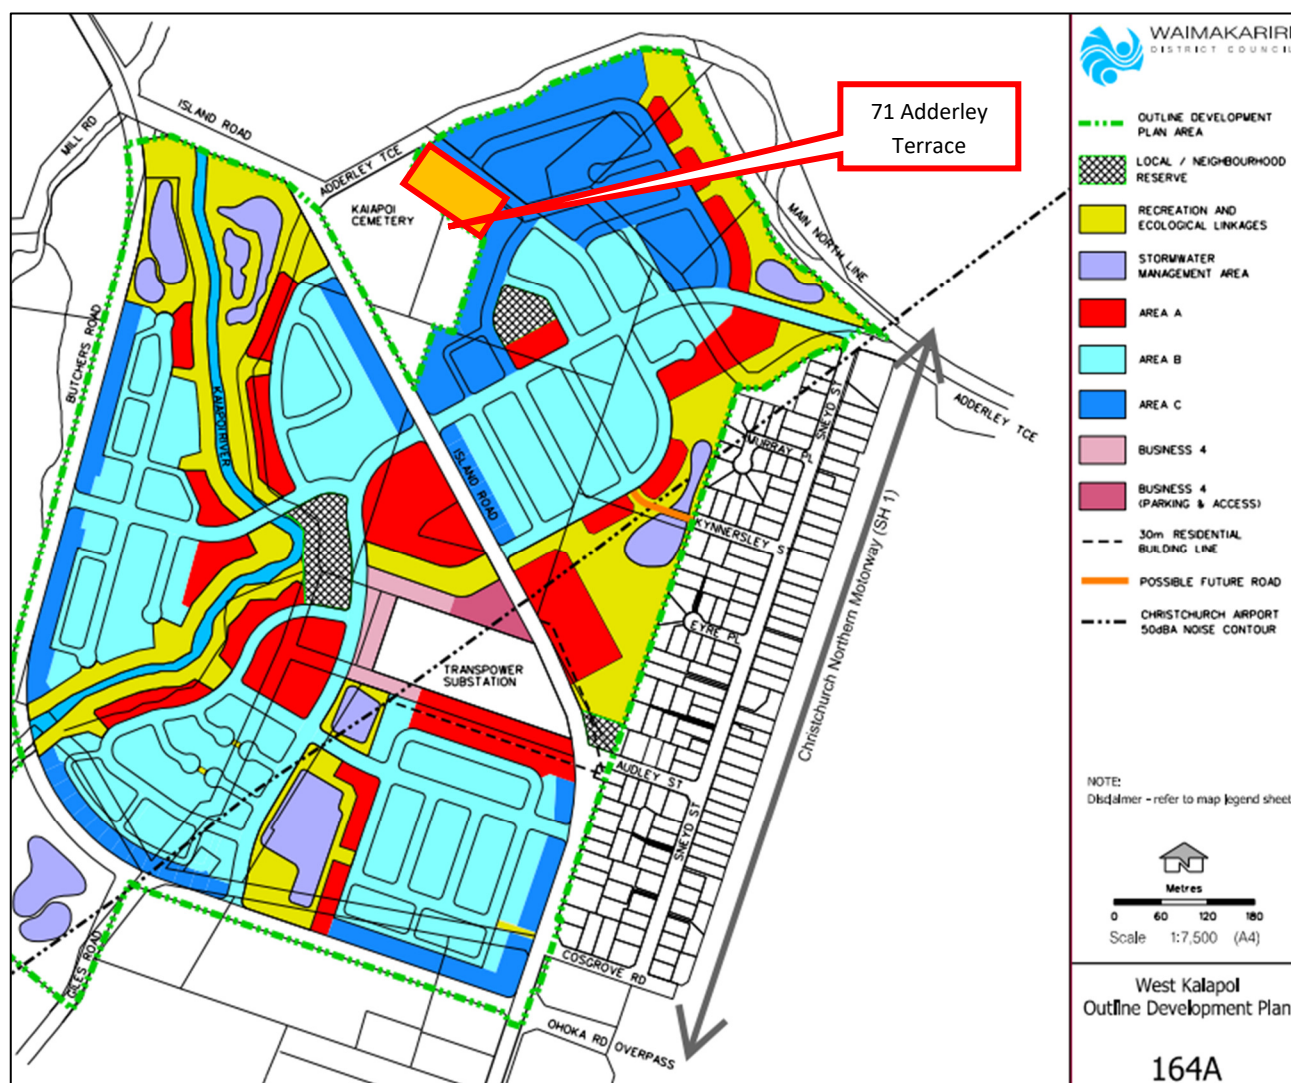 WAIMAKARIRI
DISTRICT COUNCIL
71 Adderley
Terrace
ISLAND ROAD
MILL RD
ADDERLEY TCE
KAIAPOI
CEMETERY
MAIN NORTH LINE
BUTCHERS ROAD
KAIAPOI RIVER
ISLAND ROAD
SNEYD ST
MURRAY PL
ADDERLEY TCE
KYNNERSLEY ST
EYRE PL
Christchurch Northern Motorway (SH 1)
TRANSPOWER
SUBSTATION
AUDLEY ST
SNEYD ST
GILES ROAD
COSGROVE RD
OHOKA RD OVERPASS
OUTLINE DEVELOPMENT
PLAN AREA
LOCAL / NEIGHBOURHOOD
RESERVE
RECREATION AND
ECOLOGICAL LINKAGES
STORMWATER
MANAGEMENT AREA
AREA A
AREA B
AREA C
BUSINESS 4
BUSINESS 4
(PARKING & ACCESS)
30m RESIDENTIAL
BUILDING LINE
POSSIBLE FUTURE ROAD
CHRISTCHURCH AIRPORT
50dBA NOISE CONTOUR
NOTE:
Disclaimer - refer to map legend sheet
N
Metres
0 60 120 180
Scale 1:7,500 (A4)
West Kaiapoi
Outline Development Plan
164A